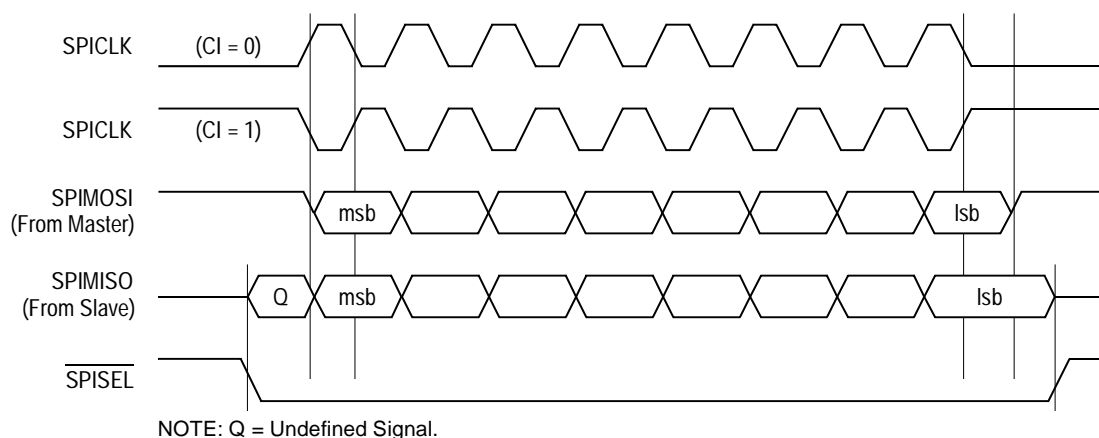 SPICLK (CI = 0)
SPICLK (CI = 1)
SPIMOSI
(From Master)
msb lsb
SPIMISO
(From Slave)
Q msb lsb
SPISEL
NOTE: Q = Undefined Signal.